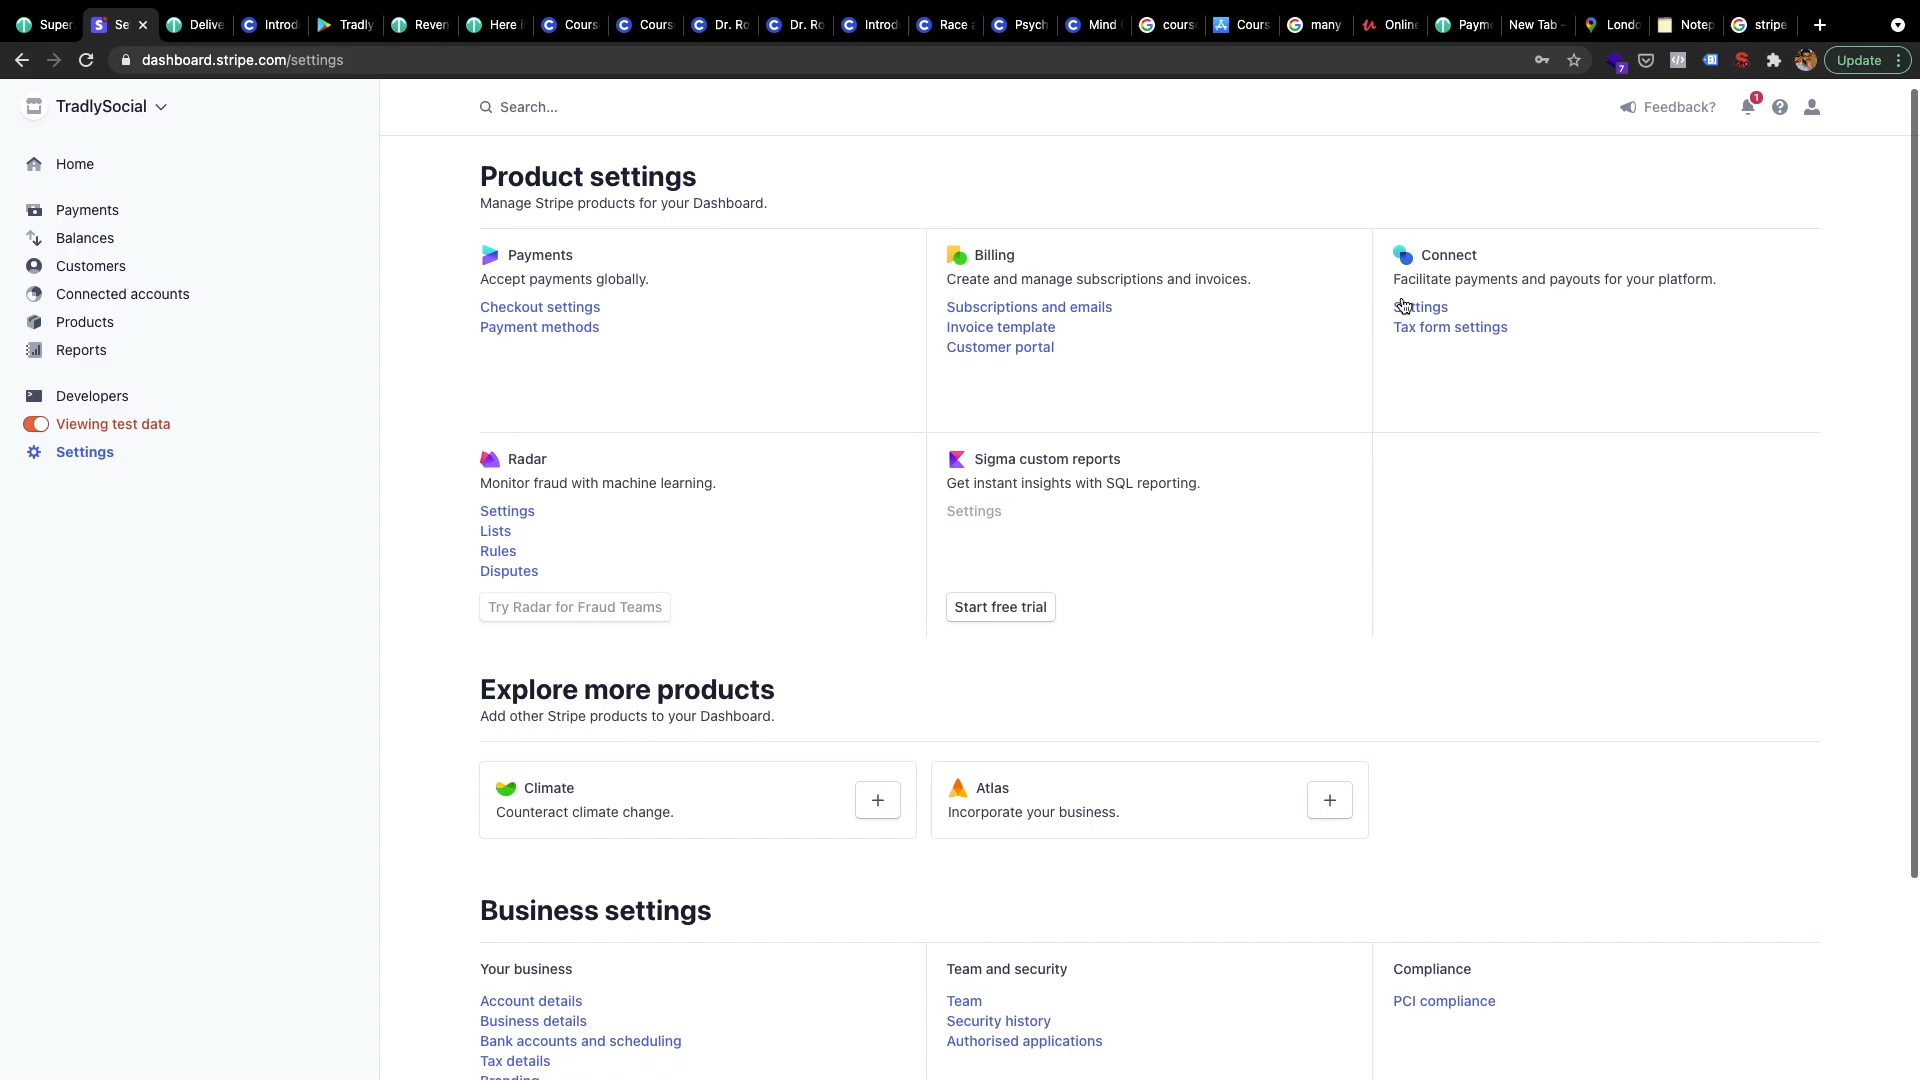 Super
Se
Delive
Introd
Tradly
Reven
Here i
Cours
Cours
Dr. Ro
Dr. Ro
Introd
Race a
Psych
Mind
cours
Cours
many
Online
Payme
New Tab
Londo
Notep
stripe
dashboard.stripe.com/settings
7
Update
TradlySocial
Search...
Feedback?
1
Home
Payments
Balances
Customers
Connected accounts
Products
Reports
Developers
Viewing test data
Settings
Product settings
Manage Stripe products for your Dashboard.
Payments
Accept payments globally.
Checkout settings
Payment methods
Billing
Create and manage subscriptions and invoices.
Subscriptions and emails
Invoice template
Customer portal
Connect
Facilitate payments and payouts for your platform.
Settings
Tax form settings
Radar
Monitor fraud with machine learning.
Settings
Lists
Rules
Disputes
Try Radar for Fraud Teams
Sigma custom reports
Get instant insights with SQL reporting.
Settings
Start free trial
Explore more products
Add other Stripe products to your Dashboard.
Climate
Counteract climate change.
Atlas
Incorporate your business.
Business settings
Your business
Account details
Business details
Bank accounts and scheduling
Tax details
Branding
Team and security
Team
Security history
Authorised applications
Compliance
PCI compliance